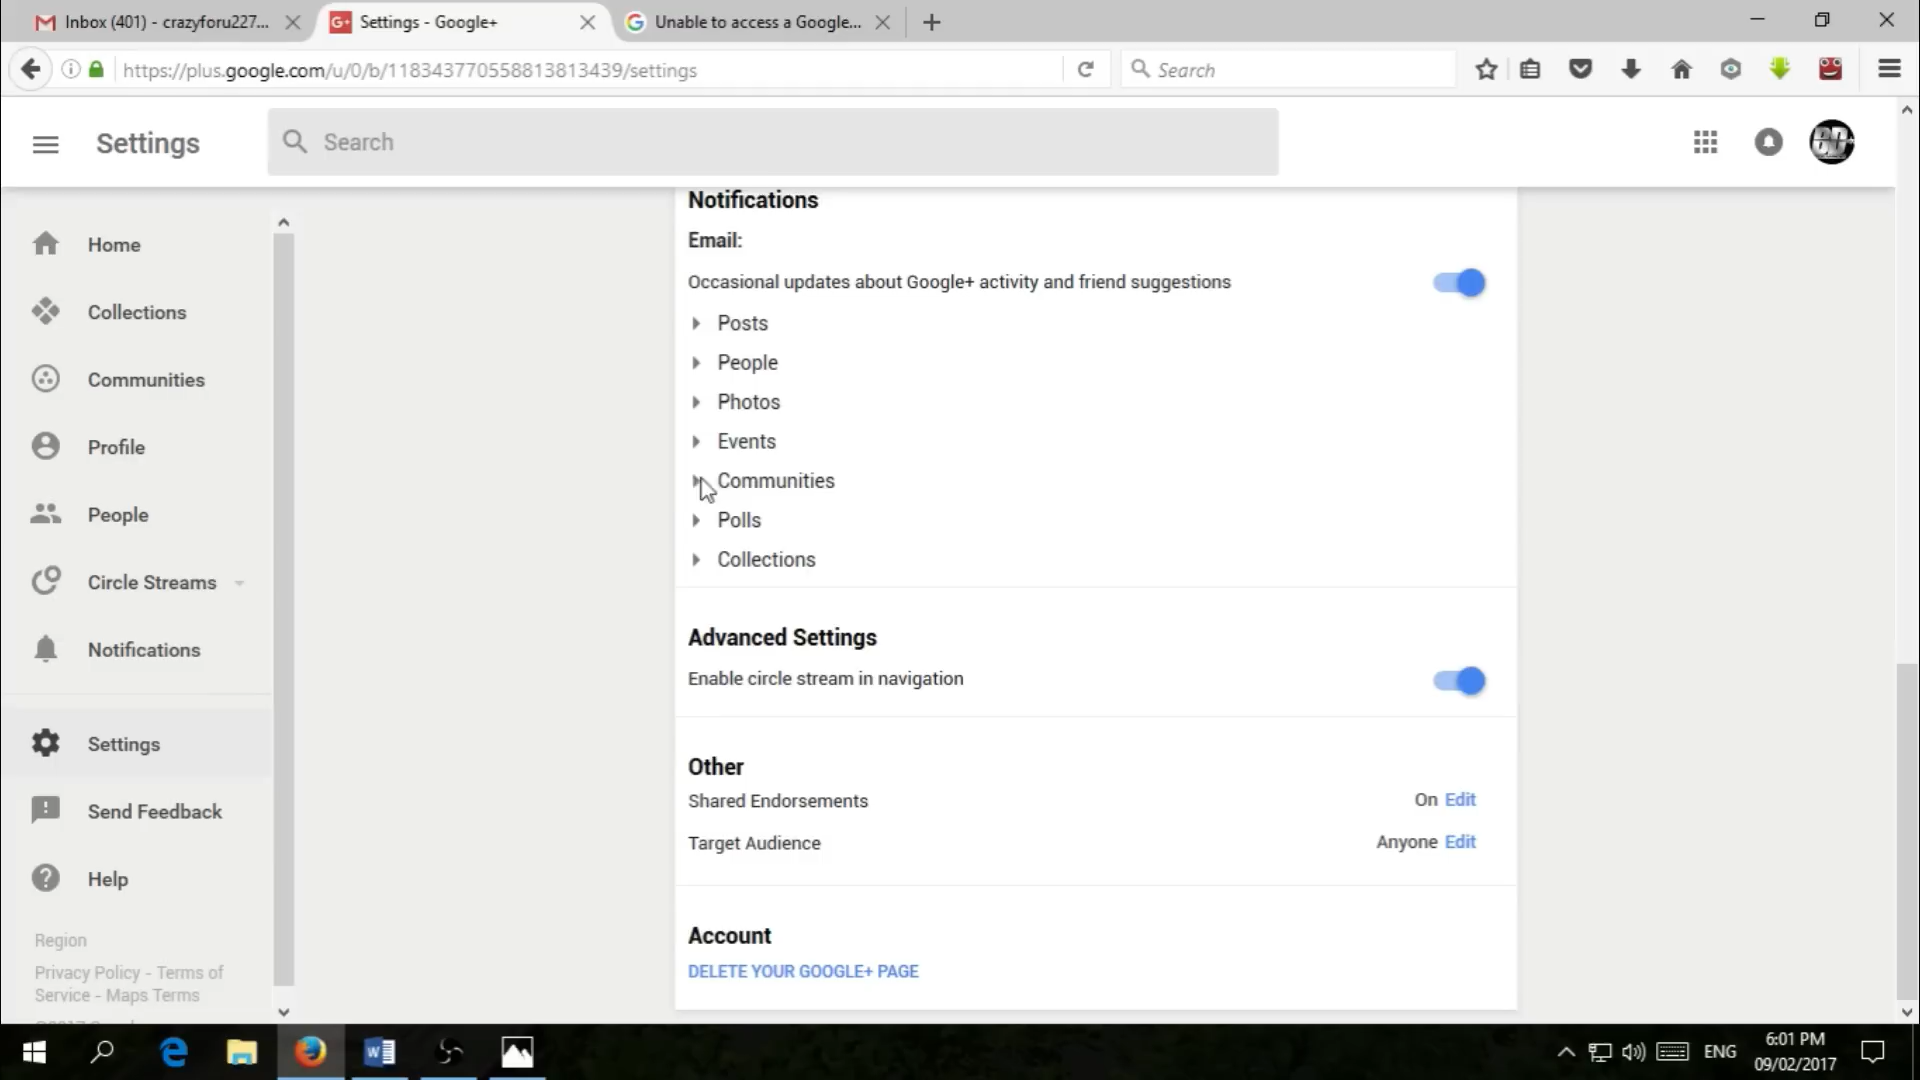 Inbox (401) - crazyforu227...
Settings - Google+
Unable to access a Google...
https://plus.google.com/u/0/b/118343770558813813439/settings
Search
Settings
Search
Home
Collections
Communities
Profile
People
Circle Streams
Notifications
Settings
Send Feedback
Help
Region
Privacy Policy - Terms of
Service - Maps Terms
Notifications
Email:
Occasional updates about Google+ activity and friend suggestions
Posts
People
Photos
Events
Communities
Polls
Collections
Advanced Settings
Enable circle stream in navigation
Other
Shared Endorsements
On Edit
Target Audience
Anyone Edit
Account
DELETE YOUR GOOGLE+ PAGE
ENG
6:01 PM
09/02/2017